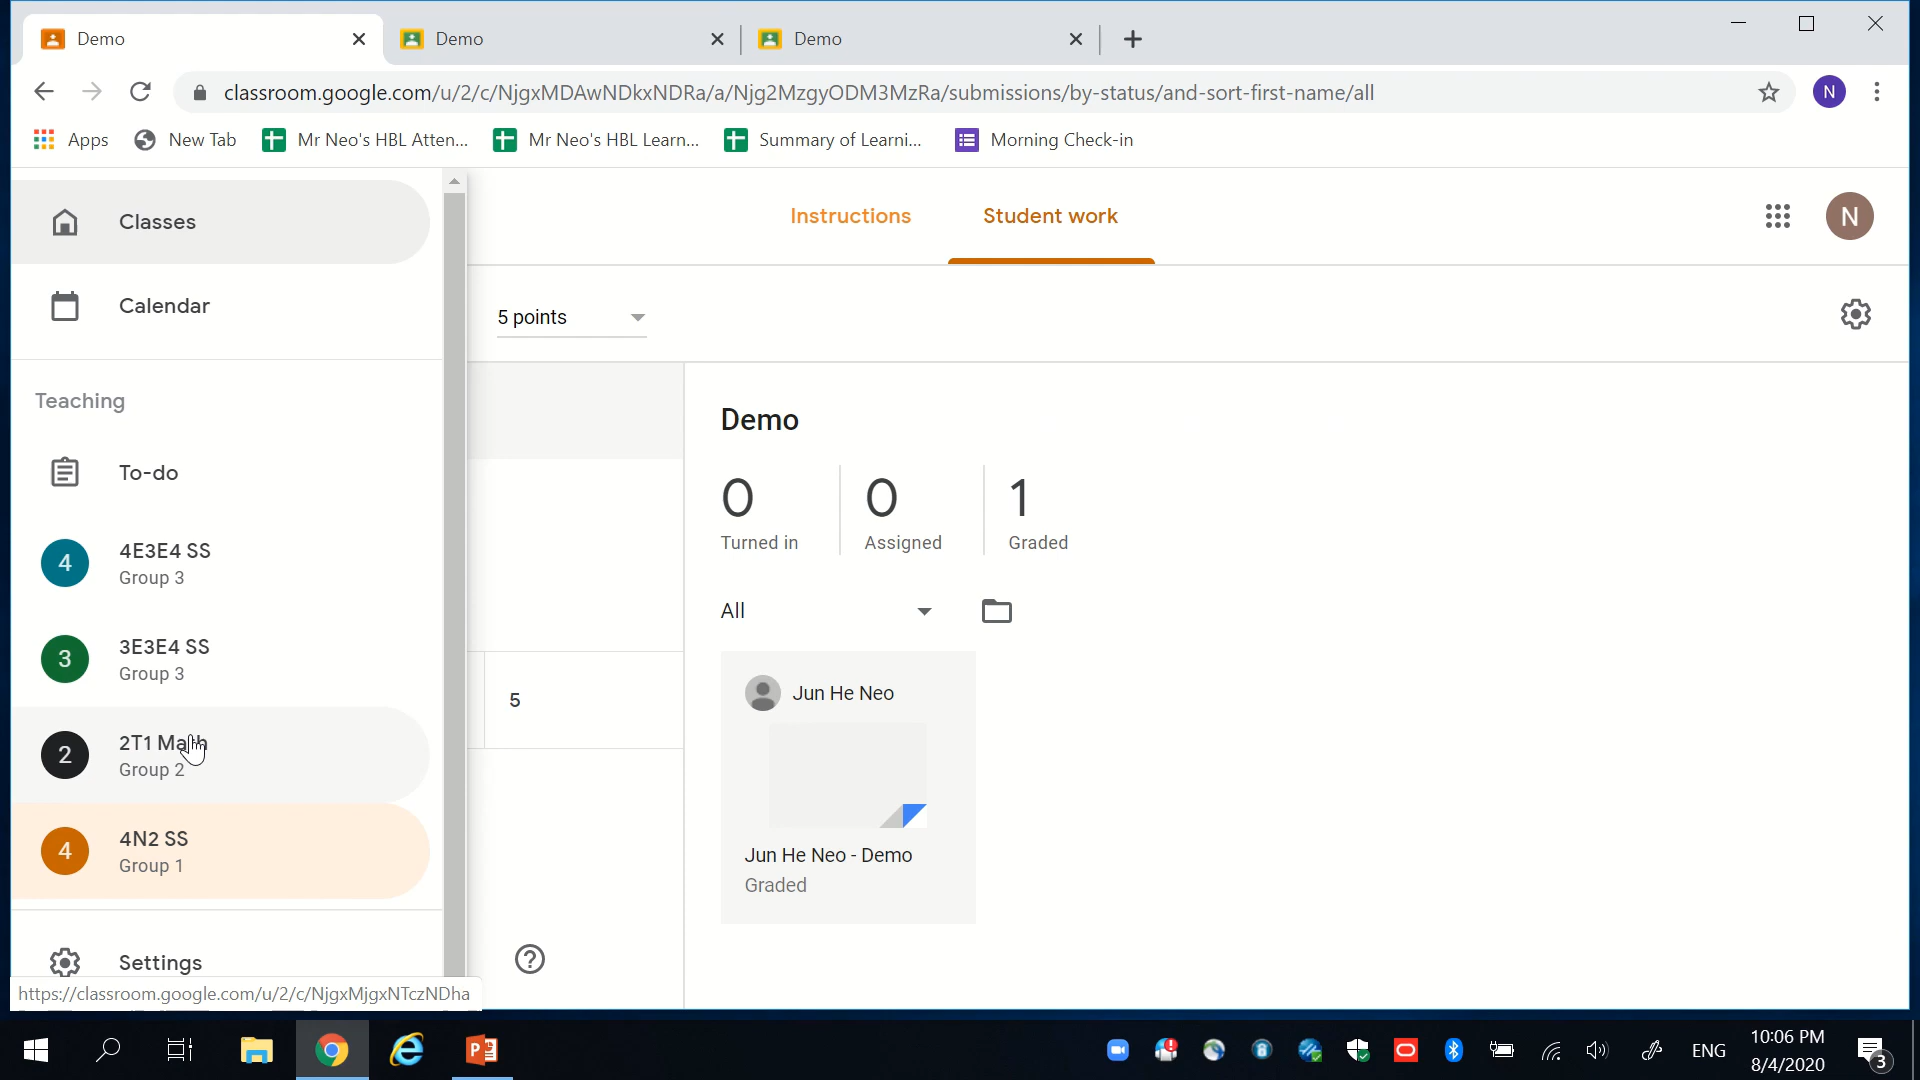 Demo
Demo
Demo
classroom.google.com/u/2/c/NjgxMDAwNDkxNDRa/a/Njg2MzgyODM3MzRa/submissions/by-status/and-sort-first-name/all
N
Apps
New Tab
Mr Neo's HBL Atten...
Mr Neo's HBL Learn...
Summary of Learni...
Morning Check-in
Classes
Instructions
Student work
N
Calendar
5 points
Teaching
Demo
To-do
0
0
1
Turned in
Assigned
Graded
4
4E3E4 SS
Group 3
All
3
3E3E4 SS
Group 3
Jun He Neo
5
2
2T1 Math
Group 2
4
4N2 SS
Group 1
Jun He Neo - Demo
Graded
Settings
https://classroom.google.com/u/2/c/NjgxMjgxNTczNDha
ENG
10:06 PM
8/4/2020
3